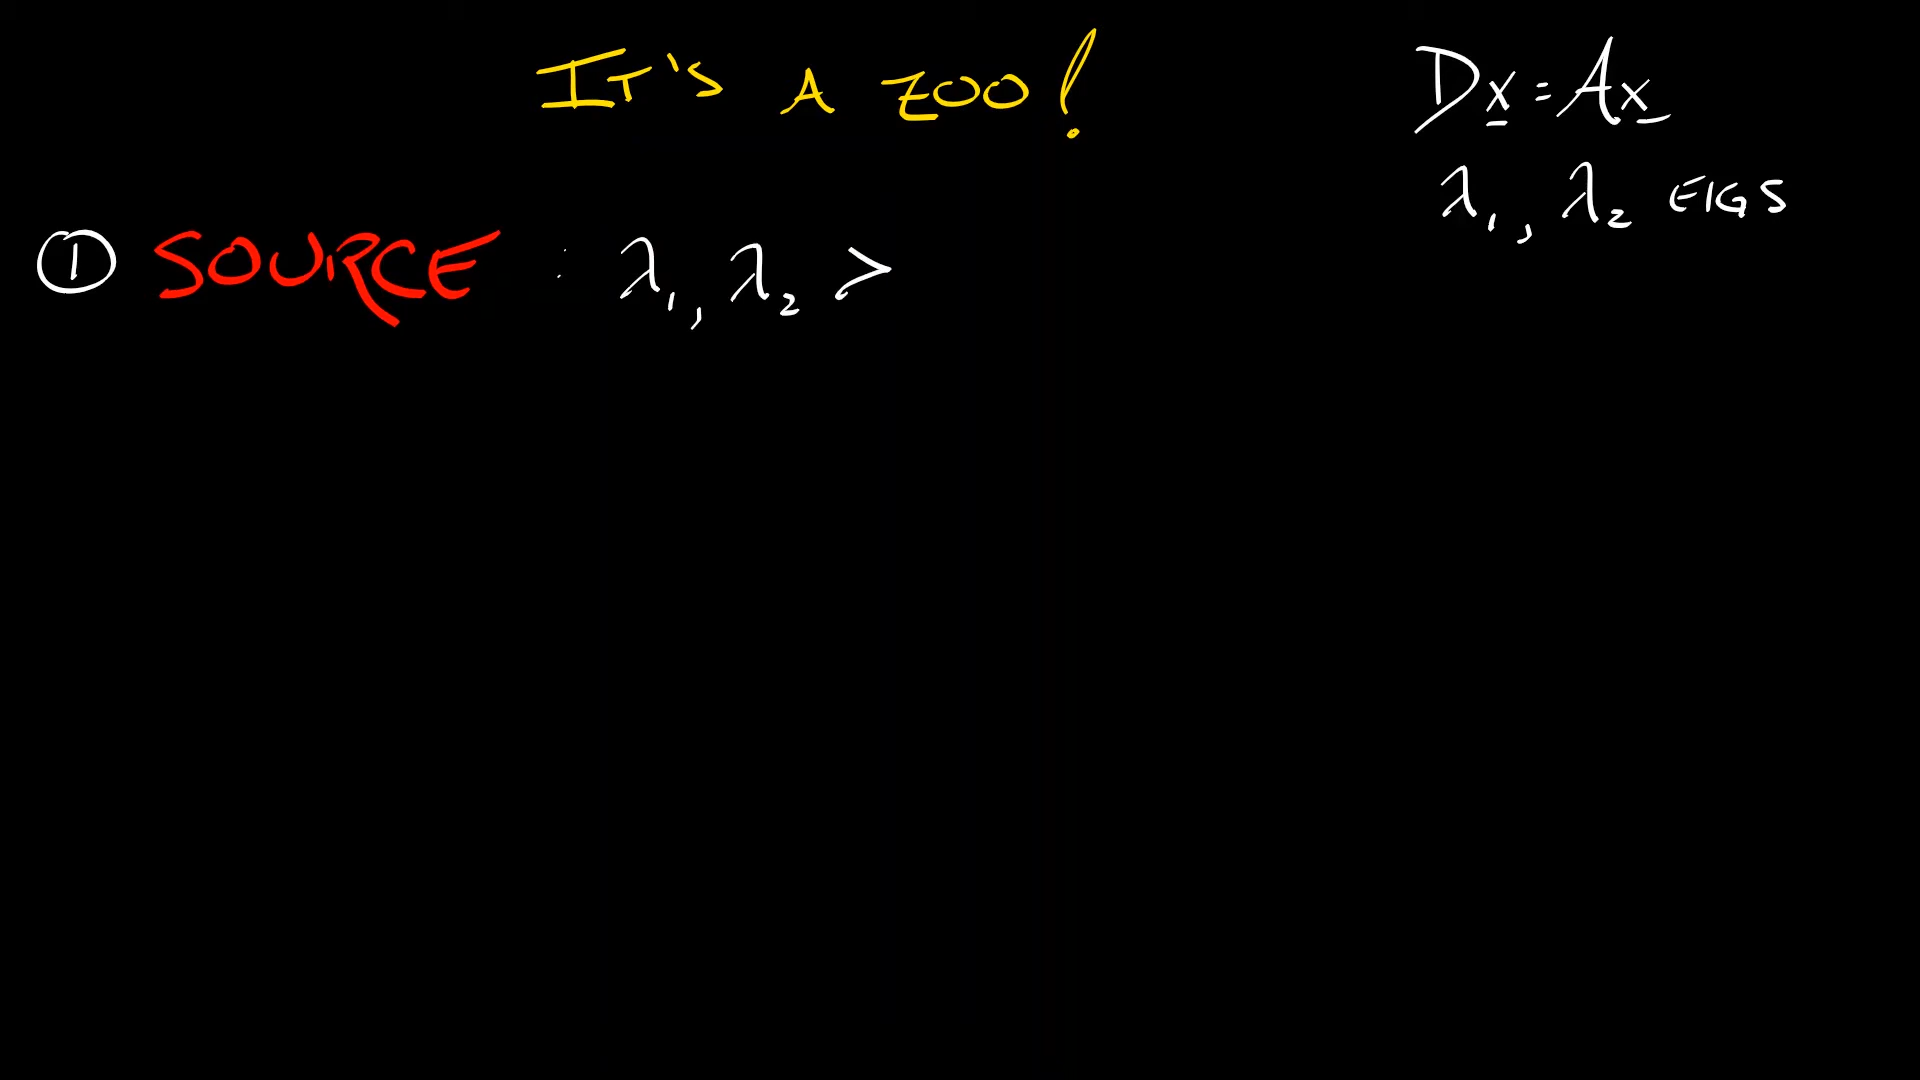 IT'S A ZOO!
Dx = Ax
λ₁, λ₂ EIGS
① SOURCE : λ₁, λ₂ >